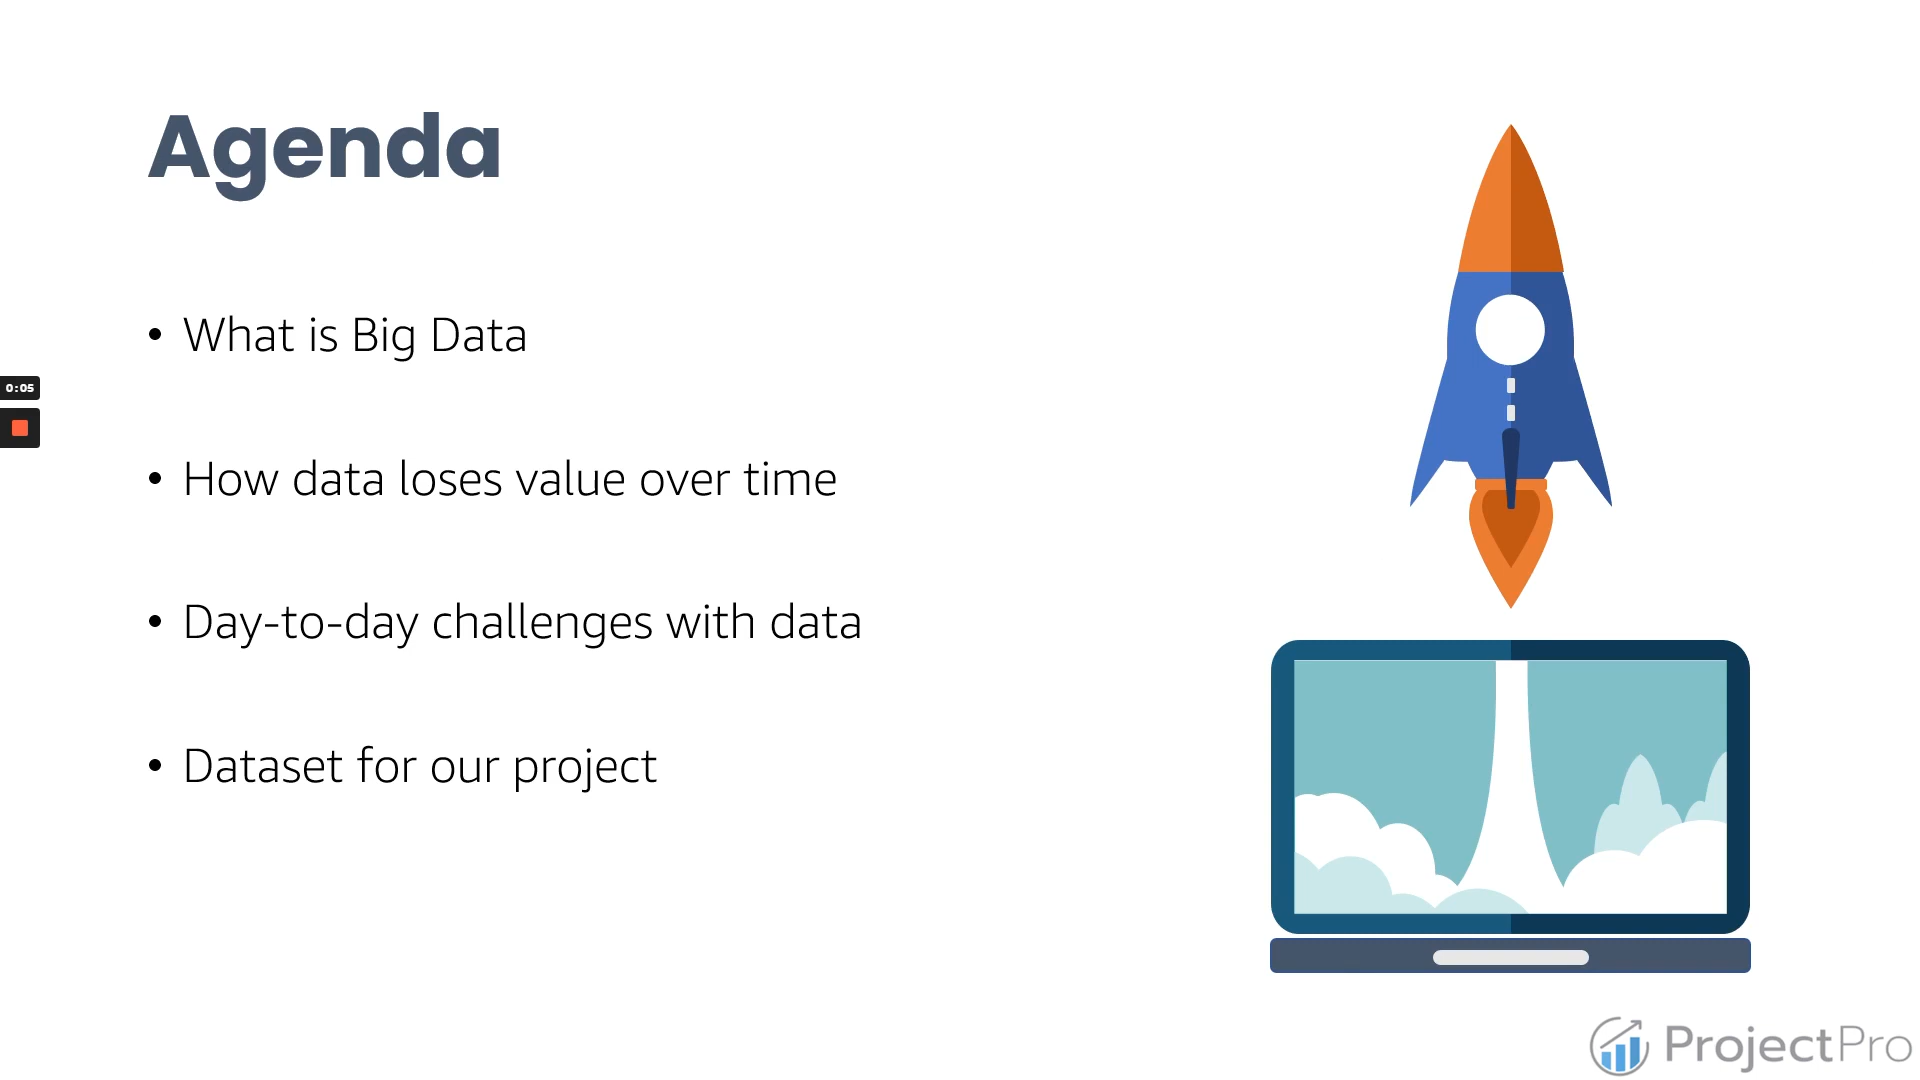 Agenda
• What is Big Data
• How data loses value over time
• Day-to-day challenges with data
• Dataset for our project
0:05
ProjectPro